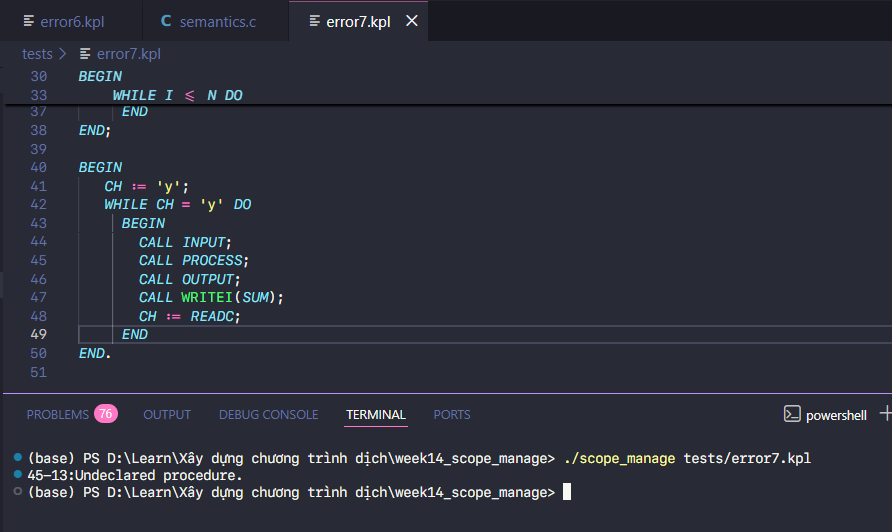 error6.kpl C semantics.c error7.kpl
tests > error7.kpl
30 BEGIN
33 WHILE I <= N DO
37 END
38 END;
39
40 BEGIN
41 CH := 'y';
42 WHILE CH = 'y' DO
43 BEGIN
44 CALL INPUT;
45 CALL PROCESS;
46 CALL OUTPUT;
47 CALL WRITEI(SUM);
48 CH := READC;
49 END
50 END.
51
PROBLEMS 76 OUTPUT DEBUG CONSOLE TERMINAL PORTS powershell
(base) PS D:\Learn\Xây dựng chương trình dịch\week14_scope_manage> ./scope_manage tests/error7.kpl
45-13:Undeclared procedure.
(base) PS D:\Learn\Xây dựng chương trình dịch\week14_scope_manage>